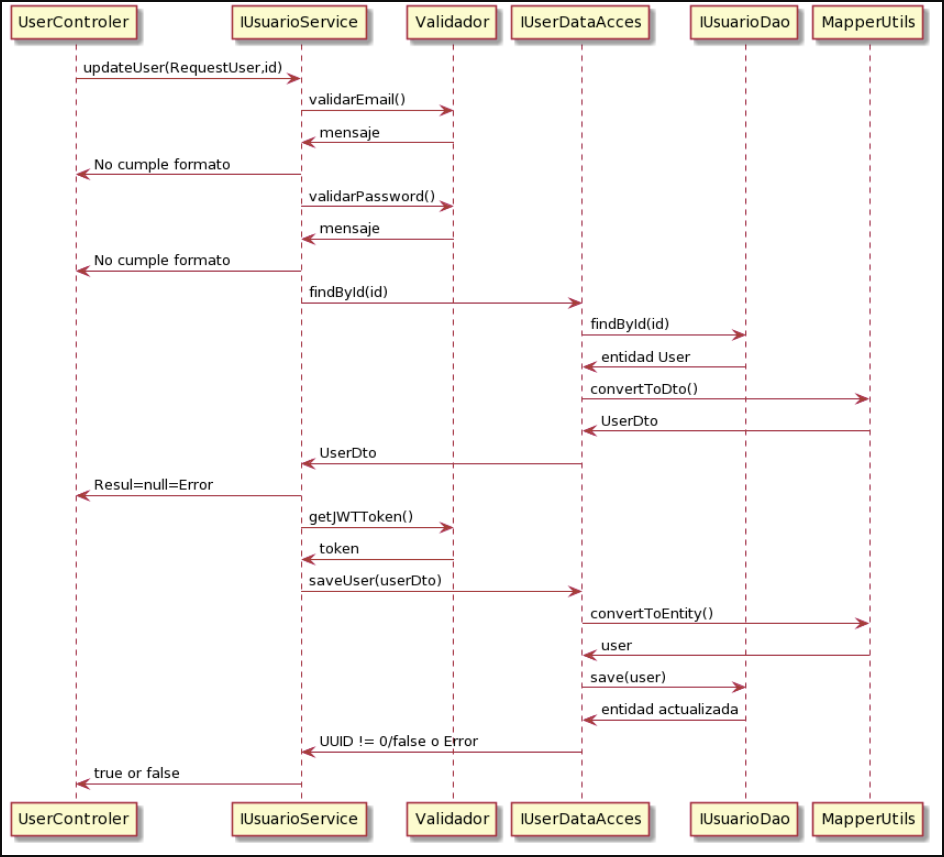 UserControler IUsuarioService Validador IUserDataAcces IUsuarioDao MapperUtils
updateUser(RequestUser,id)
validarEmail()
mensaje
No cumple formato
validarPassword()
mensaje
No cumple formato
findById(id)
findById(id)
entidad User
convertToDto()
UserDto
UserDto
Resul=null=Error
getJWTToken()
token
saveUser(userDto)
convertToEntity()
user
save(user)
entidad actualizada
UUID != 0/false o Error
true or false
UserControler IUsuarioService Validador IUserDataAcces IUsuarioDao MapperUtils